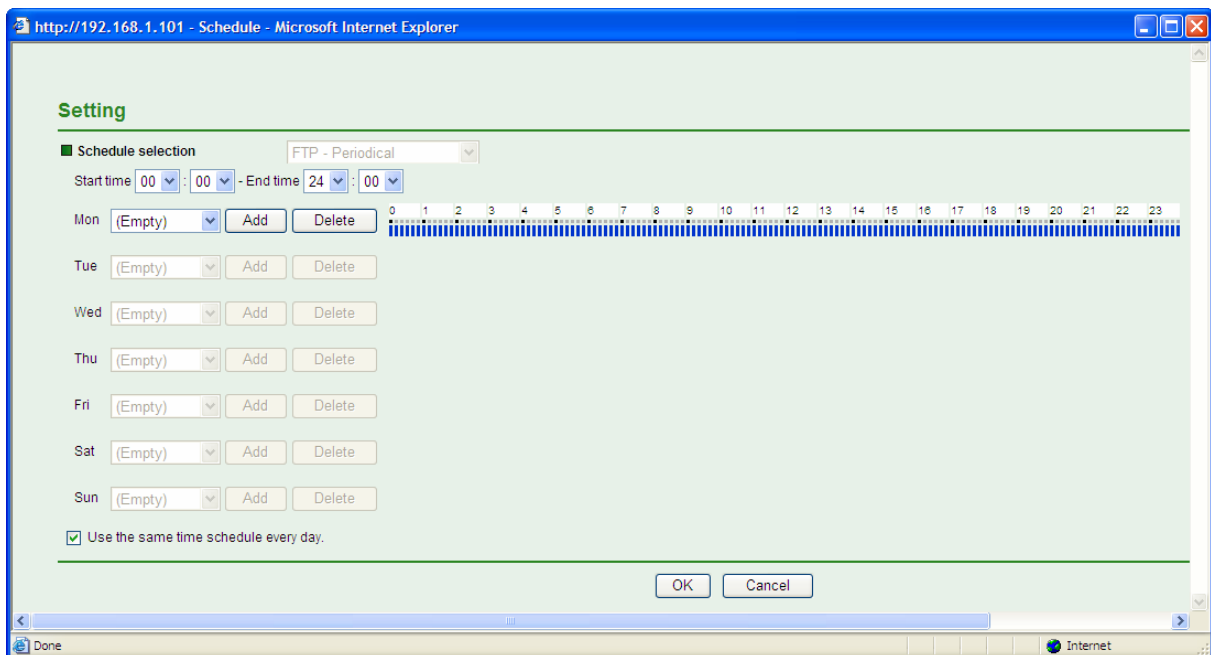 http://192.168.1.101 - Schedule - Microsoft Internet Explorer
Setting
Schedule selection FTP - Periodical
Start time 00 : 00 - End time 24 : 00
Mon (Empty) Add Delete 0 1 2 3 4 5 6 7 8 9 10 11 12 13 14 15 16 17 18 19 20 21 22 23
Tue (Empty) Add Delete
Wed (Empty) Add Delete
Thu (Empty) Add Delete
Fri (Empty) Add Delete
Sat (Empty) Add Delete
Sun (Empty) Add Delete
Use the same time schedule every day.
OK Cancel
Done Internet